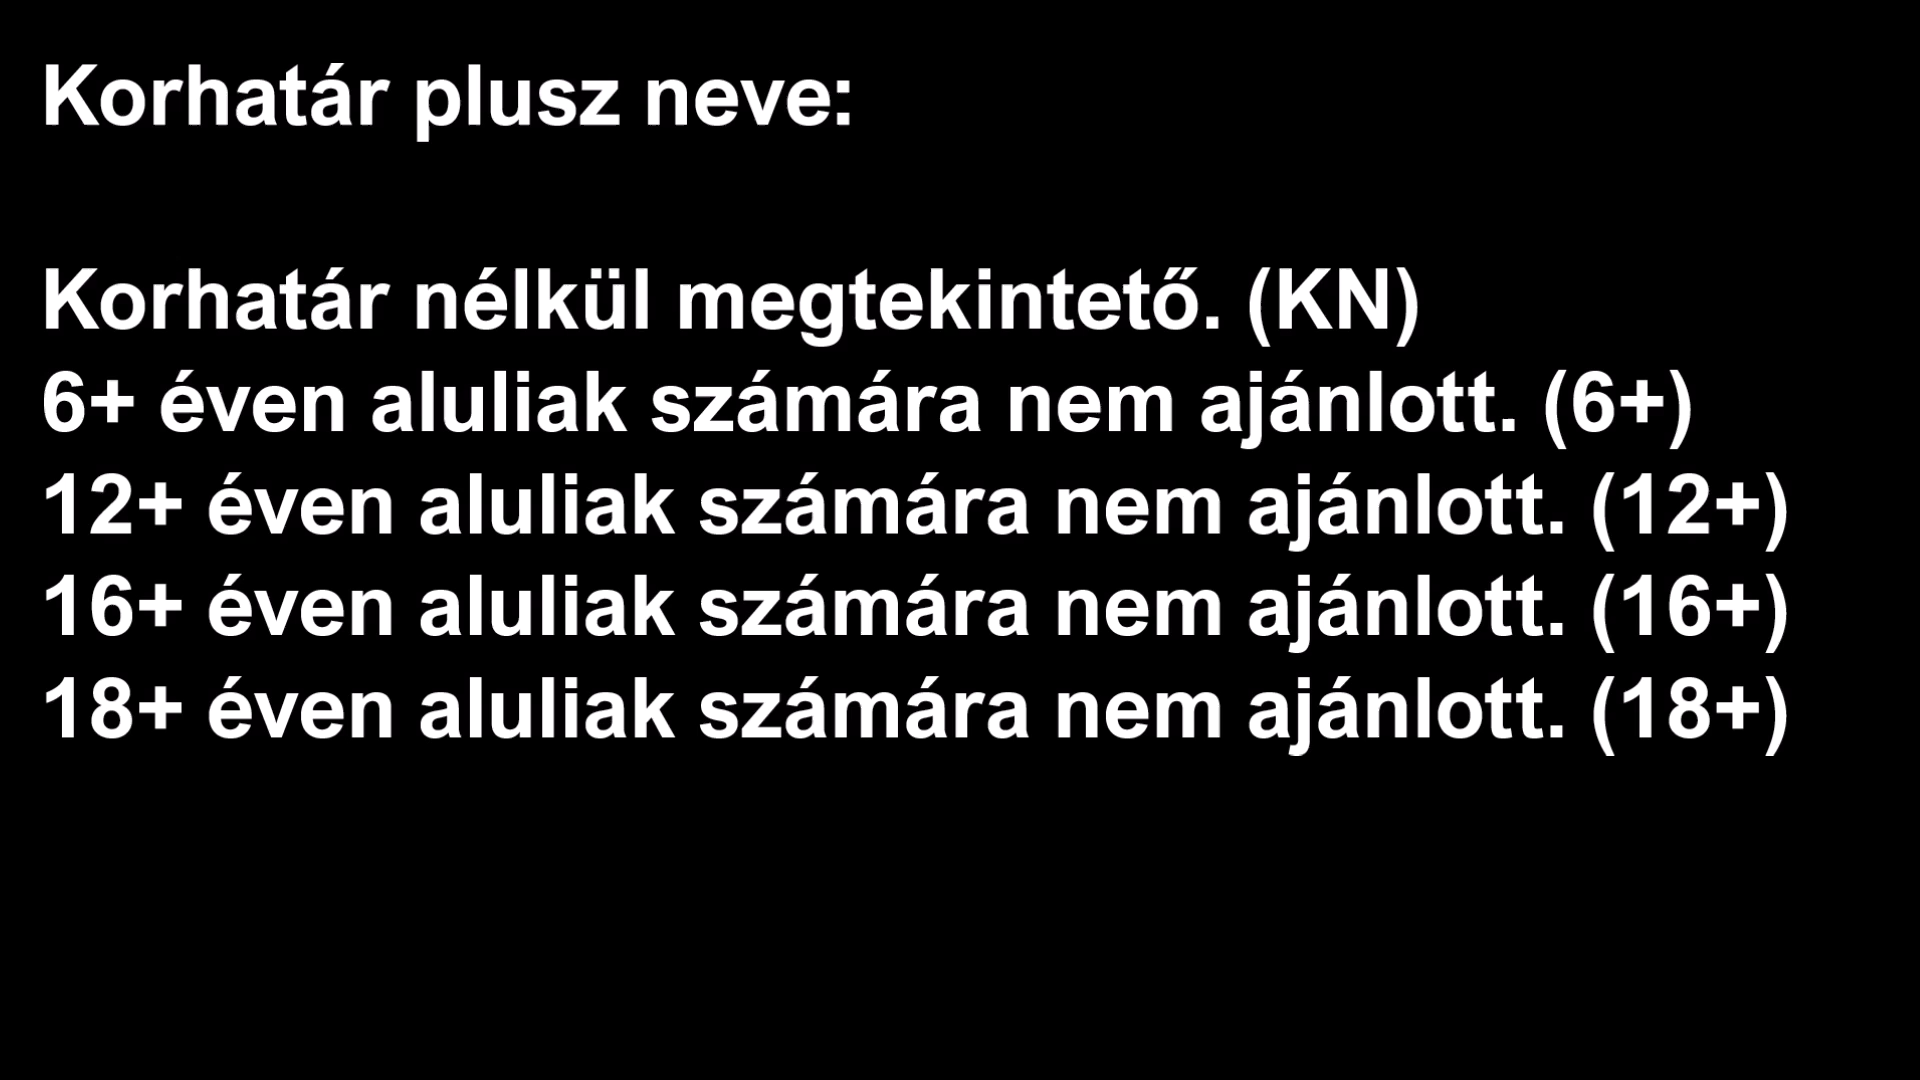 Korhatár plusz neve:
Korhatár nélkül megtekintető. (KN)
6+ éven aluliak számára nem ajánlott. (6+)
12+ éven aluliak számára nem ajánlott. (12+)
16+ éven aluliak számára nem ajánlott. (16+)
18+ éven aluliak számára nem ajánlott. (18+)